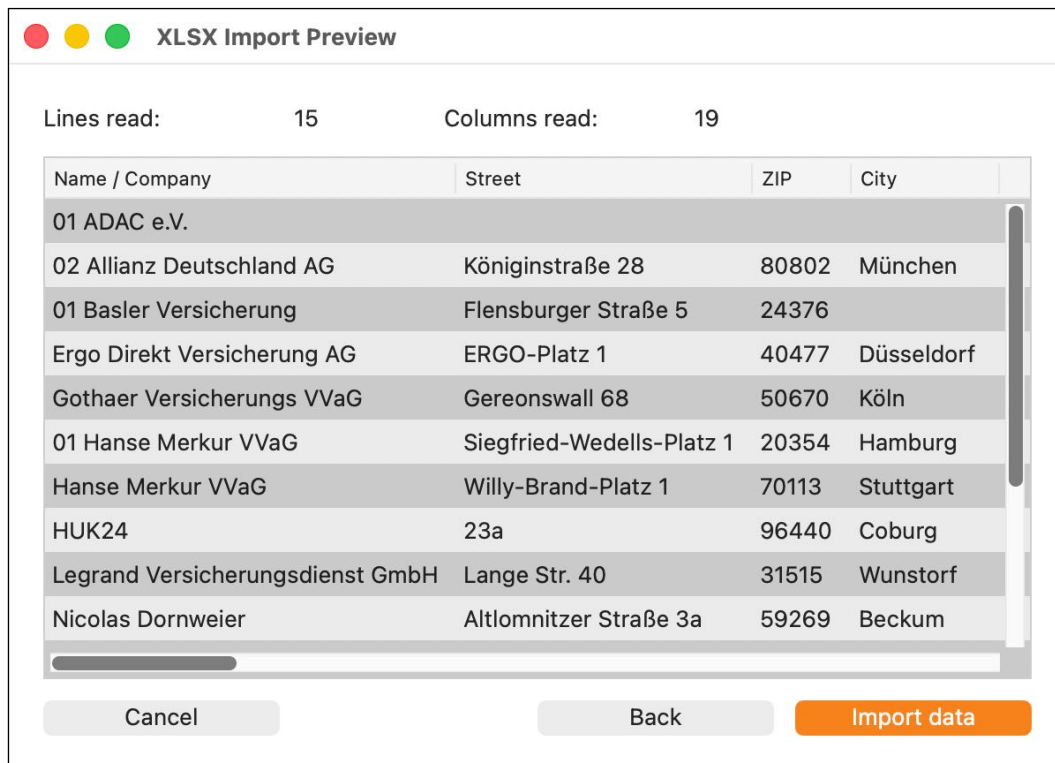 XLSX Import Preview
Lines read: 15 Columns read: 19
Name / Company Street ZIP City
01 ADAC e.V.
02 Allianz Deutschland AG Königinstraße 28 80802 München
01 Basler Versicherung Flensburger Straße 5 24376
Ergo Direkt Versicherung AG ERGO-Platz 1 40477 Düsseldorf
Gothaer Versicherungs VVaG Gereonswall 68 50670 Köln
01 Hanse Merkur VVaG Siegfried-Wedells-Platz 1 20354 Hamburg
Hanse Merkur VVaG Willy-Brand-Platz 1 70113 Stuttgart
HUK24 23a 96440 Coburg
Legrand Versicherungsdienst GmbH Lange Str. 40 31515 Wunstorf
Nicolas Dornweier Altlomnitzer Straße 3a 59269 Beckum
Cancel Back Import data